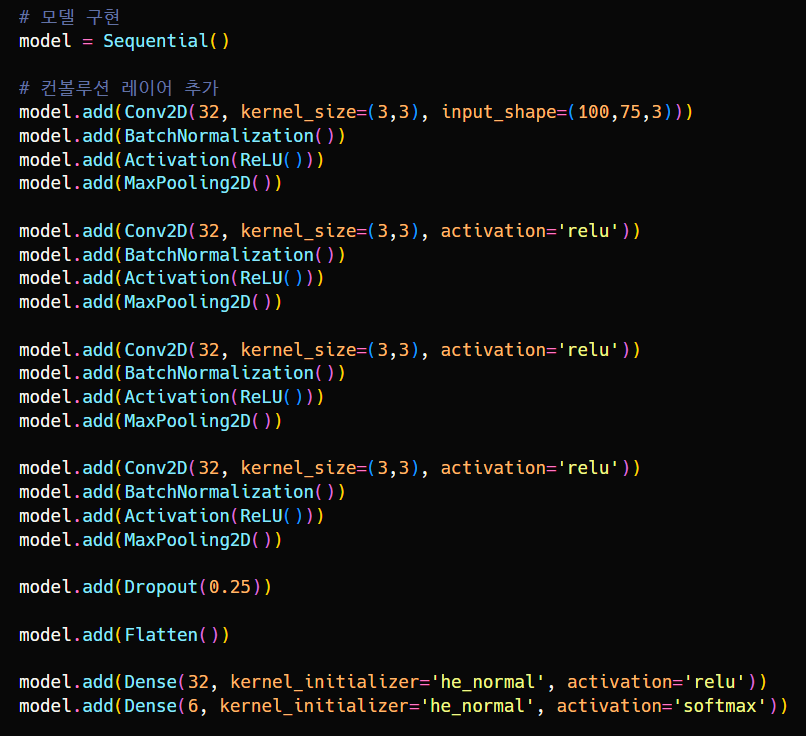 # 모델 구현
model = Sequential()
# 컨볼루션 레이어 추가
model.add(Conv2D(32, kernel_size=(3,3), input_shape=(100,75,3)))
model.add(BatchNormalization())
model.add(Activation(ReLU()))
model.add(MaxPooling2D())
model.add(Conv2D(32, kernel_size=(3,3), activation='relu'))
model.add(BatchNormalization())
model.add(Activation(ReLU()))
model.add(MaxPooling2D())
model.add(Conv2D(32, kernel_size=(3,3), activation='relu'))
model.add(BatchNormalization())
model.add(Activation(ReLU()))
model.add(MaxPooling2D())
model.add(Conv2D(32, kernel_size=(3,3), activation='relu'))
model.add(BatchNormalization())
model.add(Activation(ReLU()))
model.add(MaxPooling2D())
model.add(Dropout(0.25))
model.add(Flatten())
model.add(Dense(32, kernel_initializer='he_normal', activation='relu'))
model.add(Dense(6, kernel_initializer='he_normal', activation='softmax'))